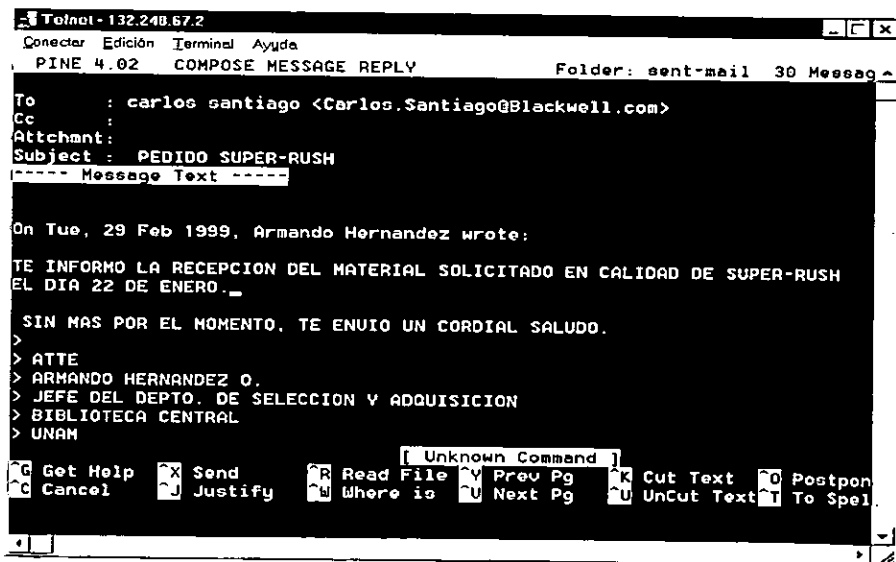 Telnet - 132.248.67.2
Conectar Edición Terminal Ayuda
PINE 4.02 COMPOSE MESSAGE REPLY Folder: sent-mail 30 Messag
To : carlos santiago <Carlos.Santiago@Blackwell.com>
Cc :
Attchmnt:
Subject : PEDIDO SUPER-RUSH
----- Message Text -----
On Tue, 29 Feb 1999, Armando Hernandez wrote:
TE INFORMO LA RECEPCION DEL MATERIAL SOLICITADO EN CALIDAD DE SUPER-RUSH
EL DIA 22 DE ENERO._
SIN MAS POR EL MOMENTO, TE ENVIO UN CORDIAL SALUDO.
>
> ATTE
> ARMANDO HERNANDEZ O.
> JEFE DEL DEPTO. DE SELECCION Y ADQUISICION
> BIBLIOTECA CENTRAL
> UNAM
[ Unknown Command ]
^G Get Help ^X Send ^R Read File ^Y Prev Pg ^K Cut Text ^O Postpon
^C Cancel ^J Justify ^W Where is ^V Next Pg ^U UnCut Text ^T To Spel